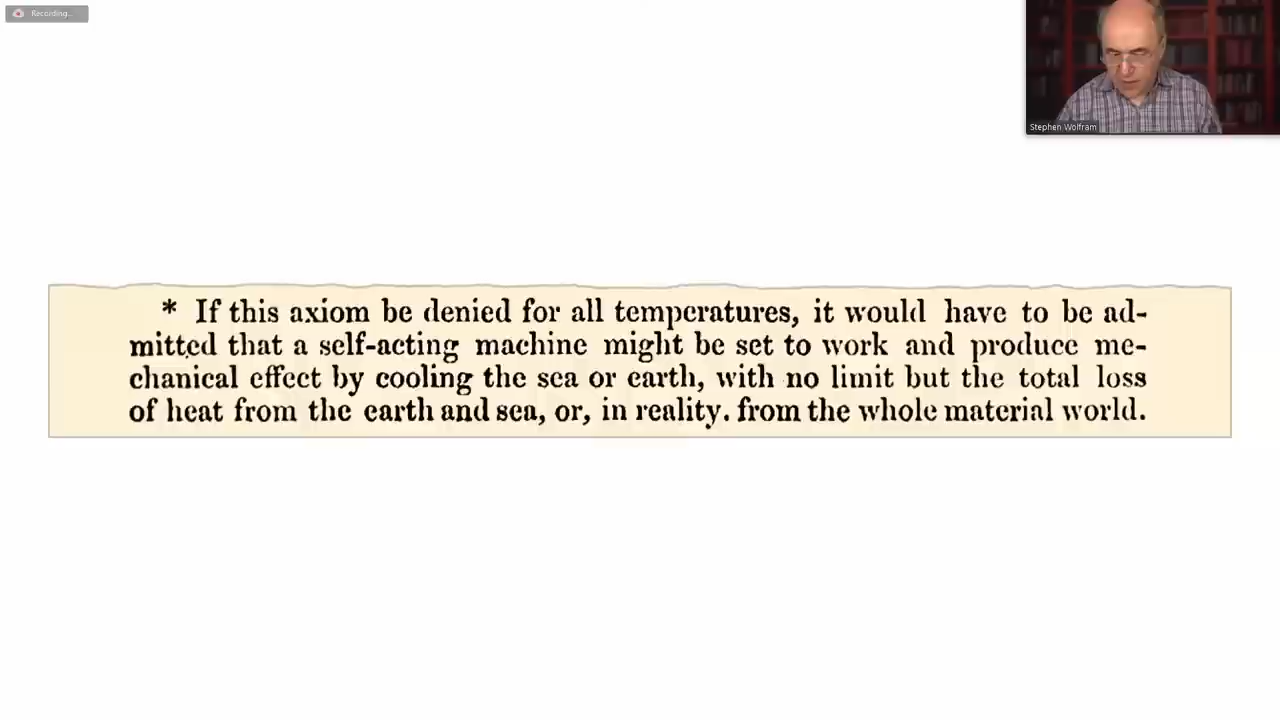 Recording...
Stephen Wolfram
* If this axiom be denied for all temperatures, it would have to be ad-
mitted that a self-acting machine might be set to work and produce me-
chanical effect by cooling the sea or earth, with no limit but the total loss
of heat from the earth and sea, or, in reality. from the whole material world.